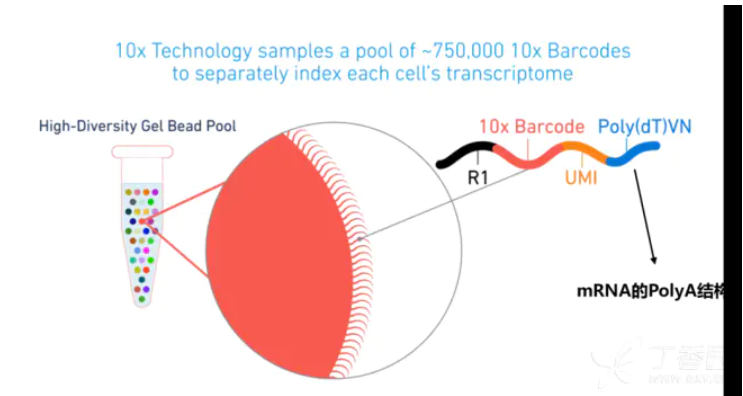 10x Technology samples a pool of ~750,000 10x Barcodes
to separately index each cell's transcriptome
High-Diversity Gel Bead Pool
10x Barcode
Poly(dT)VN
R1
UMI
mRNA的PolyA结构
丁香园